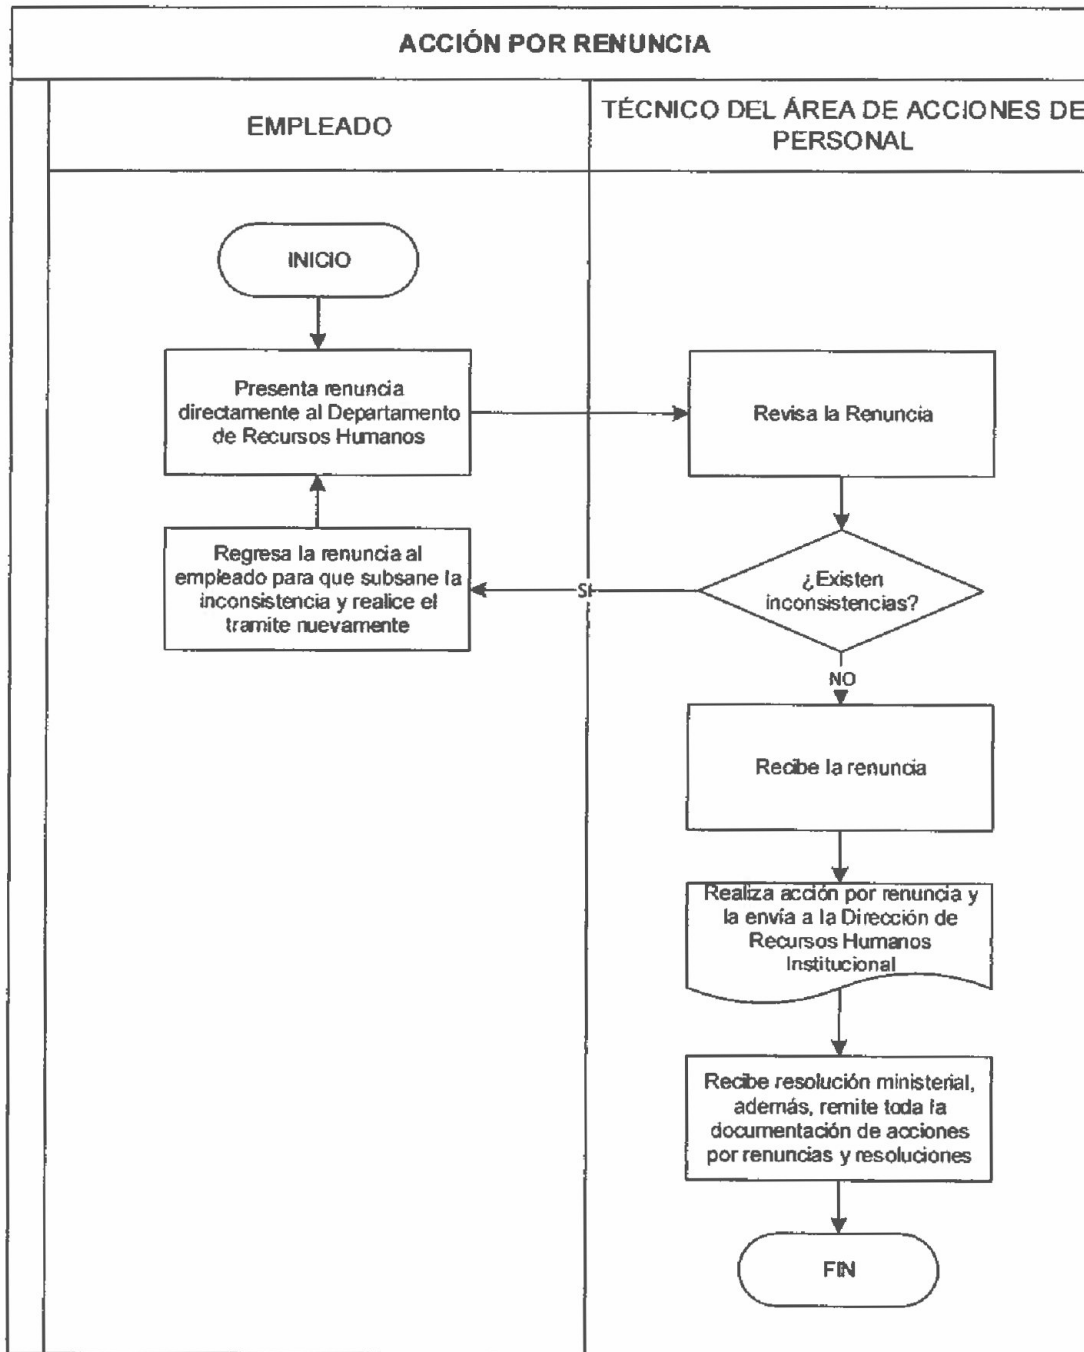 ACCIÓN POR RENUNCIA
EMPLEADO
TÉCNICO DEL ÁREA DE ACCIONES DE
PERSONAL
INICIO
Presenta renuncia
directamente al Departamento
de Recursos Humanos
Revisa la Renuncia
Regresa la renuncia al
empleado para que subsane la
inconsistencia y realice el
tramite nuevamente
SI
¿Existen
inconsistencias?
NO
Recibe la renuncia
Realiza acción por renuncia y
la envía a la Dirección de
Recursos Humanos
Institucional
Recibe resolución ministerial,
además, remite toda la
documentación de acciones
por renuncias y resoluciones
FIN